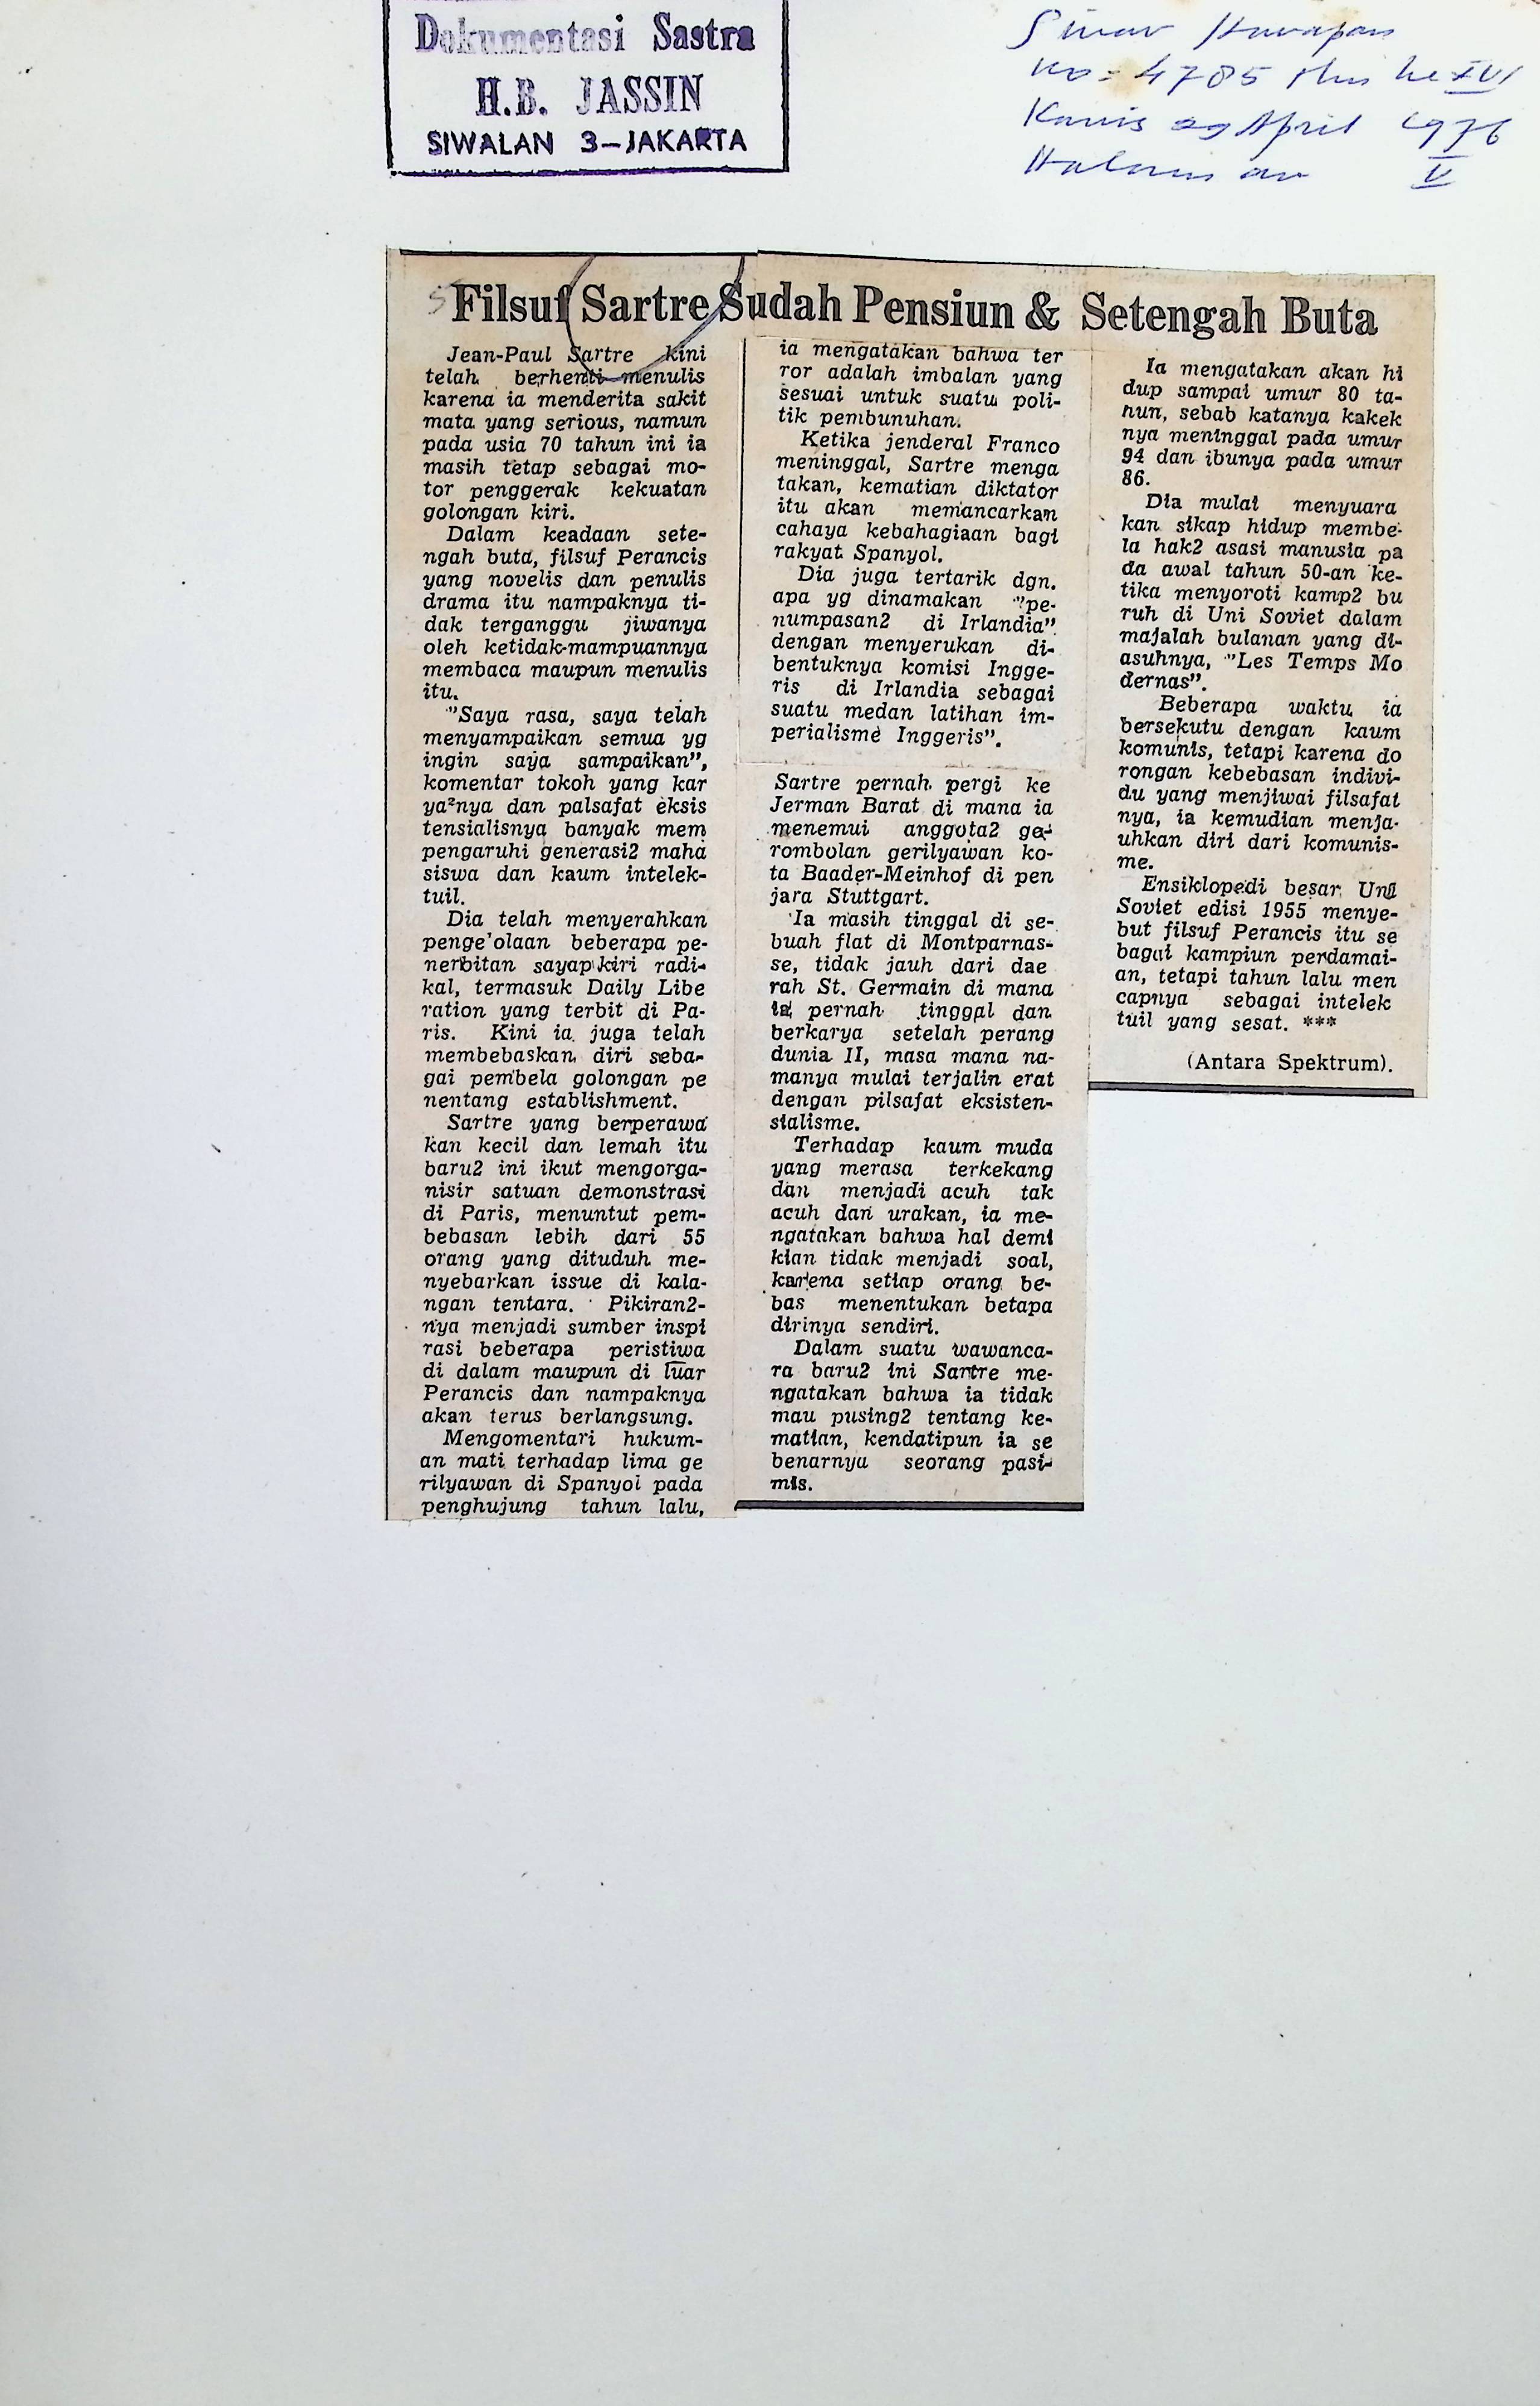 Dokumentasi Sastra
H.B. JASSIN
SIWALAN 3-JAKARTA
Sinar Harapan
no = 4785 thn ke XVI
Kamis 29 April 1976
Halaman V
Filsuf Sartre Sudah Pensiun & Setengah Buta
Jean-Paul Sartre kini
telah berhenti menulis
karena ia menderita sakit
mata yang serious, namun
pada usia 70 tahun ini ia
masih tetap sebagai mo-
tor penggerak kekuatan
golongan kiri.
Dalam keadaan sete-
ngah buta, filsuf Perancis
yang novelis dan penulis
drama itu nampaknya ti-
dak terganggu jiwanya
oleh ketidak-mampuannya
membaca maupun menulis
itu.
"Saya rasa, saya telah
menyampaikan semua yg
ingin saya sampaikan",
komentar tokoh yang kar
ya²nya dan palsafat eksis
tensialisnya banyak mem
pengaruhi generasi2 maha
siswa dan kaum intelek-
tuil.
Dia telah menyerahkan
penge'olaan beberapa pe-
nerbitan sayap kiri radi-
kal, termasuk Daily Libe
ration yang terbit di Pa-
ris. Kini ia juga telah
membebaskan diri seba-
gai pembela golongan pe
nentang establishment.
Sartre yang berperawa
kan kecil dan lemah itu
baru2 ini ikut mengorga-
nisir satuan demonstrasi
di Paris, menuntut pem-
bebasan lebih dari 55
orang yang dituduh me-
nyebarkan issue di kala-
ngan tentara. Pikiran2-
nya menjadi sumber inspi
rasi beberapa peristiwa
di dalam maupun di luar
Perancis dan nampaknya
akan terus berlangsung.
Mengomentari hukum-
an mati terhadap lima ge
rilyawan di Spanyol pada
penghujung tahun lalu,
ia mengatakan bahwa ter
ror adalah imbalan yang
sesuai untuk suatu poli-
tik pembunuhan.
Ketika jenderal Franco
meninggal, Sartre menga
takan, kematian diktator
itu akan memancarkan
cahaya kebahagiaan bagi
rakyat Spanyol.
Dia juga tertarik dgn.
apa yg dinamakan "pe-
numpasan2 di Irlandia"
dengan menyerukan di-
bentuknya komisi Ingge-
ris di Irlandia sebagai
suatu medan latihan im-
perialisme Inggeris".
Sartre pernah pergi ke
Jerman Barat di mana ia
menemui anggota2 ge-
rombolan gerilyawan ko-
ta Baader-Meinhof di pen
jara Stuttgart.
Ia masih tinggal di se-
buah flat di Montparnas-
se, tidak jauh dari dae
rah St. Germain di mana
ia pernah tinggal dan
berkarya setelah perang
dunia II, masa mana na-
manya mulai terjalin erat
dengan pilsafat eksisten-
sialisme.
Terhadap kaum muda
yang merasa terkekang
dan menjadi acuh tak
acuh dan urakan, ia me-
ngatakan bahwa hal demi
kian tidak menjadi soal,
karena setiap orang be-
bas menentukan betapa
dirinya sendiri.
Dalam suatu wawanca-
ra baru2 ini Sartre me-
ngatakan bahwa ia tidak
mau pusing2 tentang ke-
matian, kendatipun ia se
benarnya seorang pasi-
mis.
Ia mengatakan akan hi
dup sampai umur 80 ta-
hun, sebab katanya kakek
nya meninggal pada umur
94 dan ibunya pada umur
86.
Dia mulai menyuara
kan sikap hidup membe-
la hak2 asasi manusia pa
da awal tahun 50-an ke-
tika menyoroti kamp2 bu
ruh di Uni Soviet dalam
majalah bulanan yang di-
asuhnya, "Les Temps Mo
dernas".
Beberapa waktu ia
bersekutu dengan kaum
komunis, tetapi karena do
rongan kebebasan indivi-
du yang menjiwai filsafat
nya, ia kemudian menja-
uhkan diri dari komunis-
me.
Ensiklopedi besar Uni
Soviet edisi 1955 menye-
but filsuf Perancis itu se
bagai kampiun perdamai-
an, tetapi tahun lalu men
capnya sebagai intelek
tuil yang sesat. ***
(Antara Spektrum).